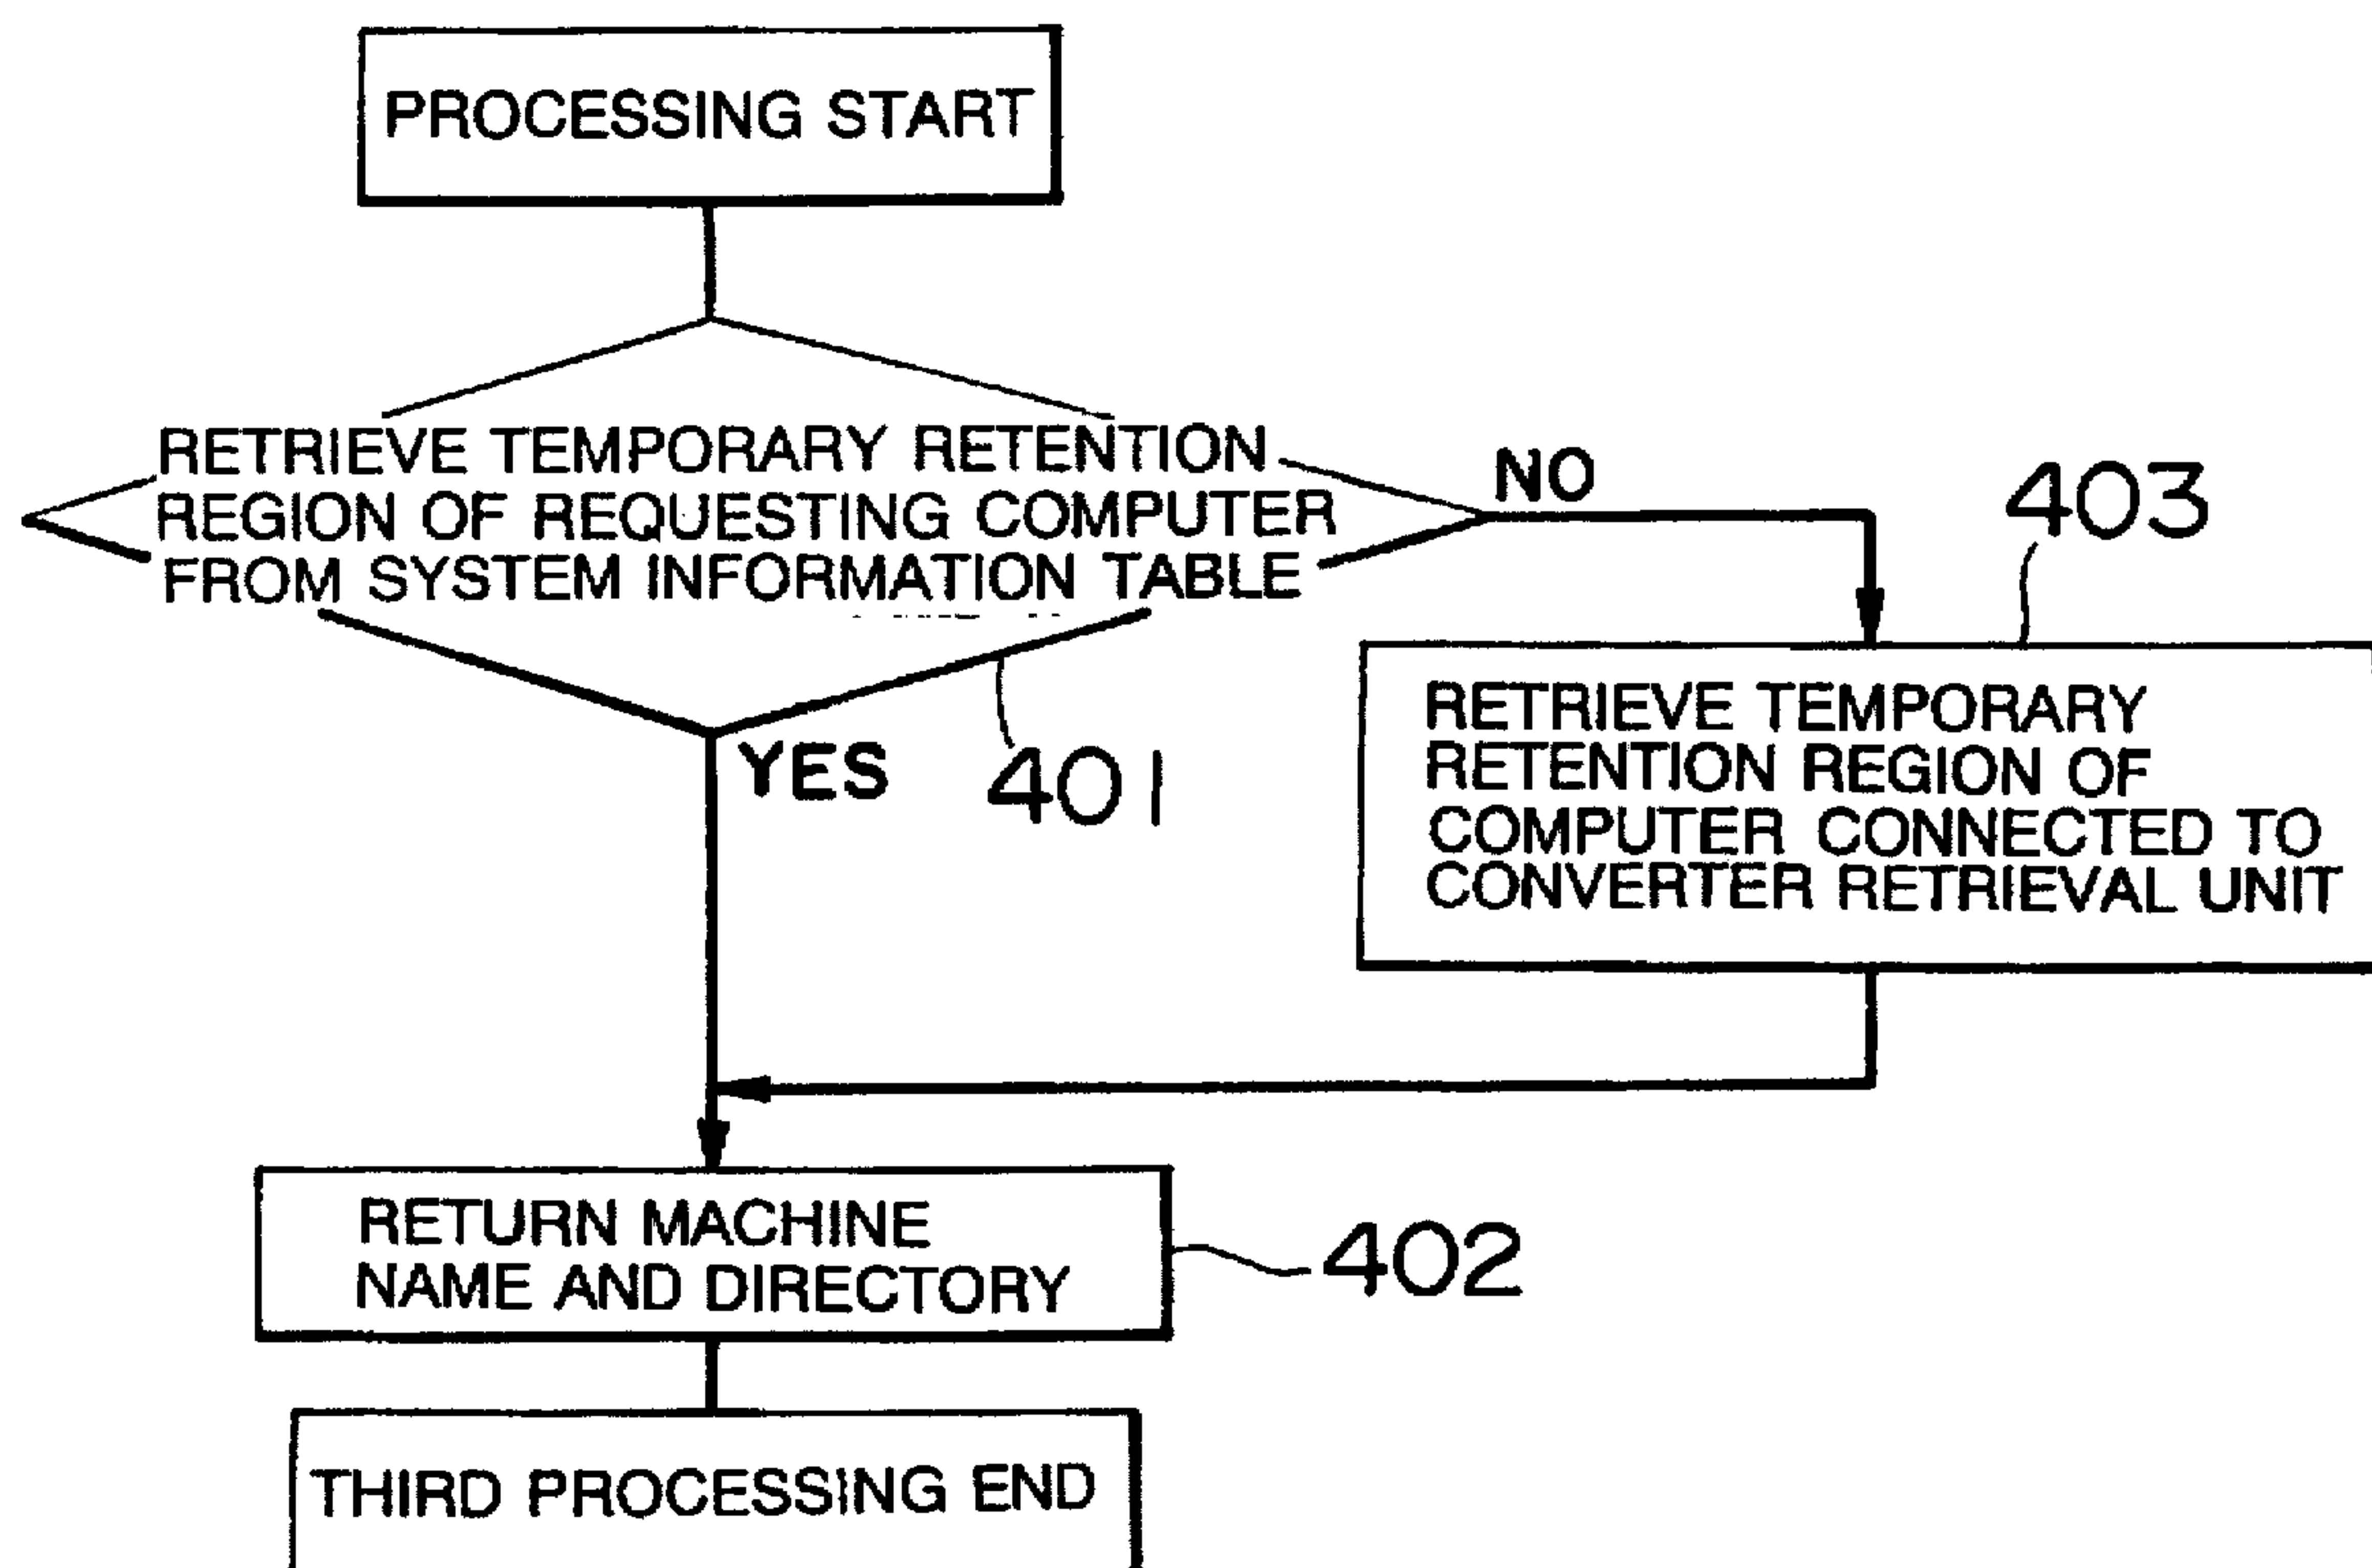 PROCESSING START
RETRIEVE TEMPORARY RETENTION
REGION OF REQUESTING COMPUTER
FROM SYSTEM INFORMATION TABLE
NO
403
YES
401
RETRIEVE TEMPORARY
RETENTION REGION OF
COMPUTER CONNECTED TO
CONVERTER RETRIEVAL UNIT
RETURN MACHINE
NAME AND DIRECTORY
402
THIRD PROCESSING END